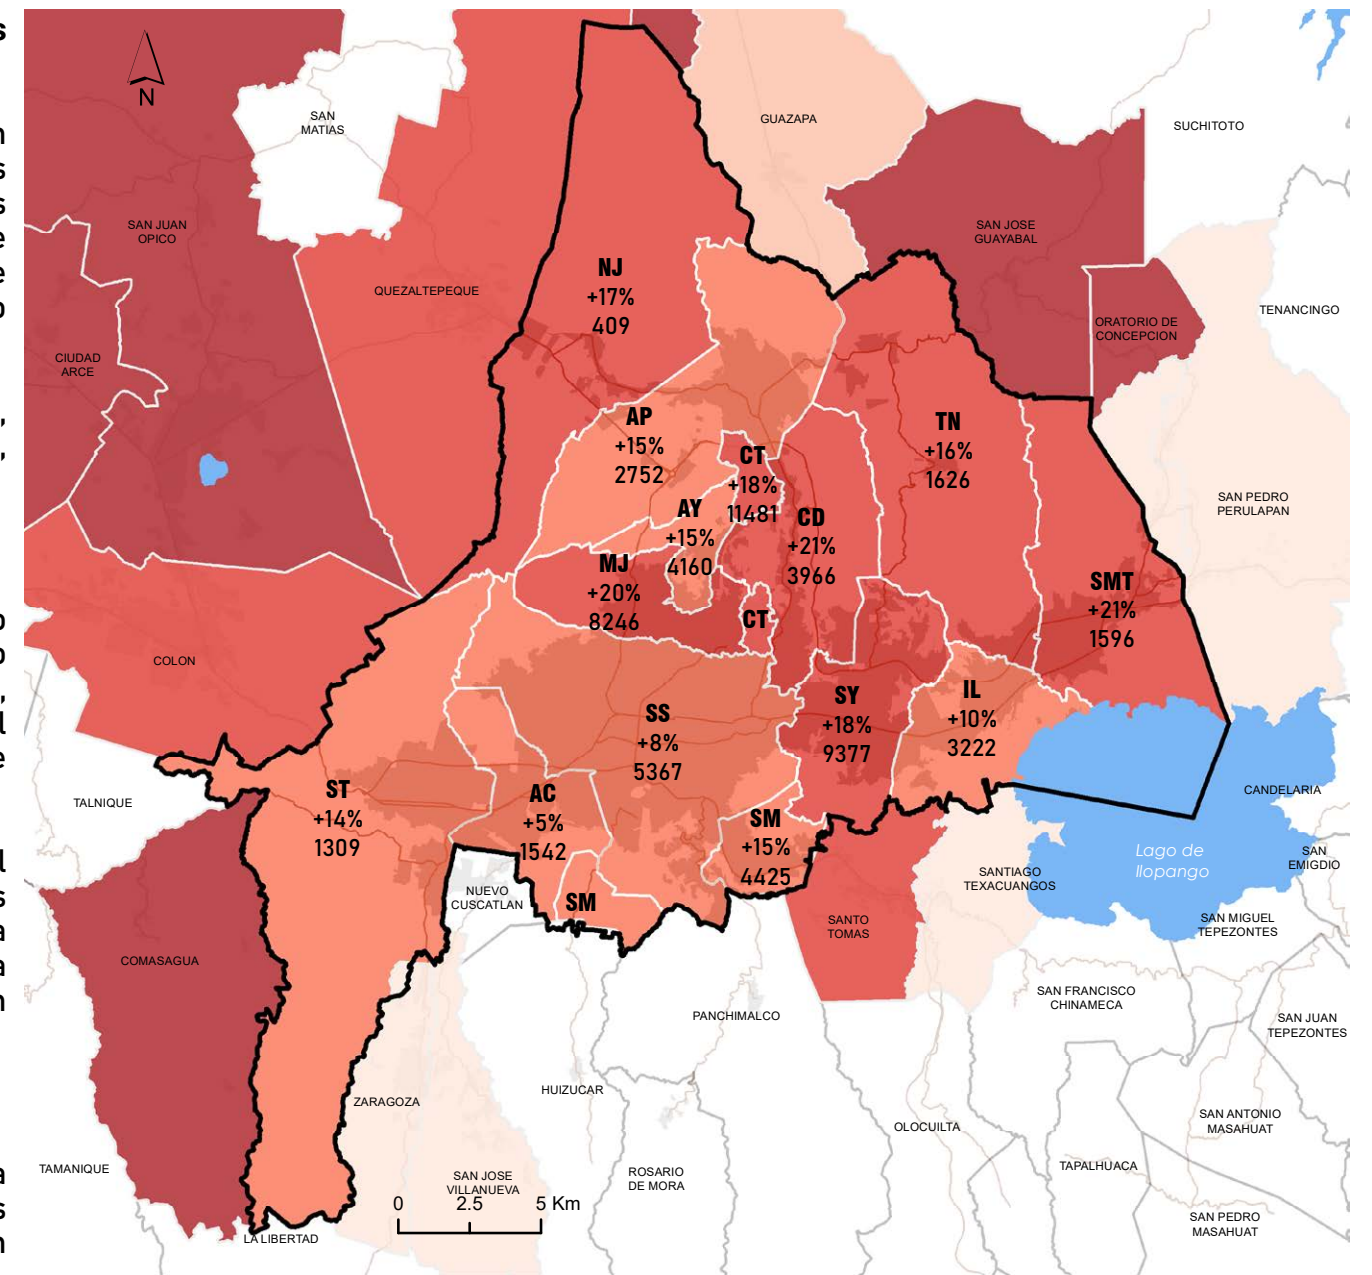 N
SAN
MATIAS
GUAZAPA
SUCHITOTO
SAN JUAN
OPICO
SAN JOSE
GUAYABAL
QUEZALTEPEQUE
NJ
+17%
409
TENANCINGO
ORATORIO DE
CONCEPCION
CIUDAD
ARCE
AP
+15%
2752
TN
+16%
1626
CT
+18%
11481
SAN PEDRO
PERULAPAN
AY
+15%
4160
CD
+21%
3966
MJ
+20%
8246
SMT
+21%
1596
CT
COLON
SS
+8%
5367
SY
+18%
9377
IL
+10%
3222
TALNIQUE
ST
+14%
1309
AC
+5%
1542
SM
+15%
4425
CANDELARIA
Lago de
Ilopango
SAN
EMIGDIO
SANTIAGO
TEXACUANGOS
NUEVO
CUSCATLAN
SM
SANTO
TOMAS
SAN MIGUEL
TEPEZONTES
COMASAGUA
SAN FRANCISCO
CHINAMECA
PANCHIMALCO
SAN JUAN
TEPEZONTES
HUIZUCAR
ZARAGOZA
OLOCUILTA
SAN ANTONIO
MASAHUAT
TAMANIQUE
SAN JOSE
VILLANUEVA
ROSARIO
DE MORA
TAPALHUACA
0 2.5 5 Km
SAN PEDRO
MASAHUAT
LA LIBERTAD